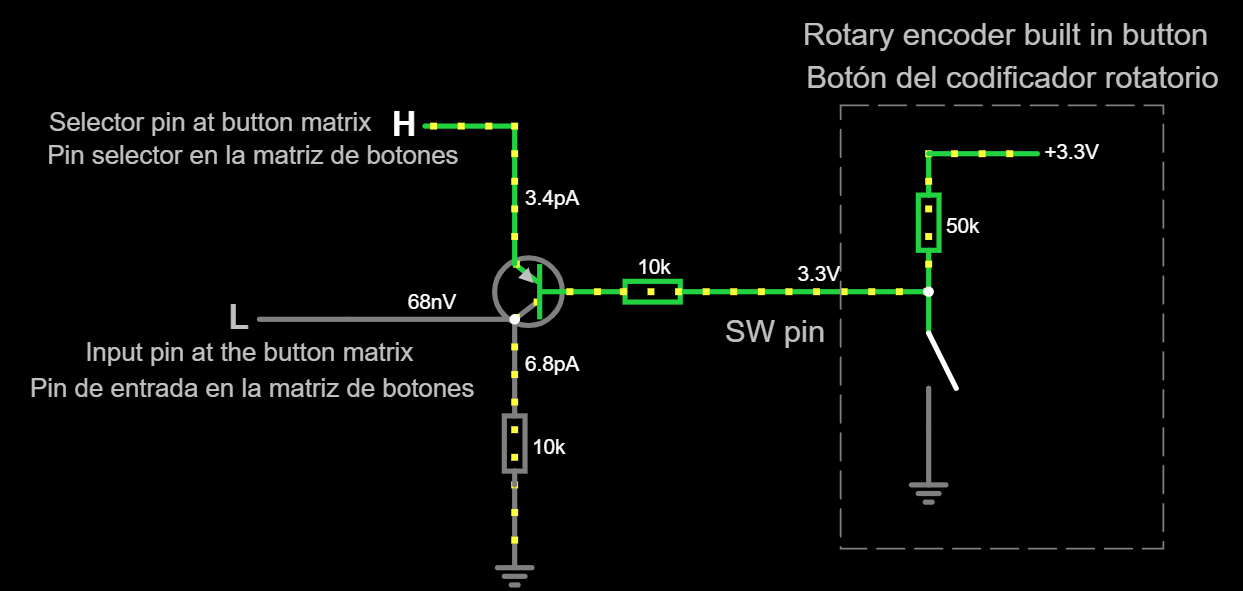 Rotary encoder built in button
Botón del codificador rotatorio
Selector pin at button matrix H
Pin selector en la matriz de botones
+3.3V
3.4pA
50k
10k
3.3V
68nV
L
SW pin
Input pin at the button matrix
Pin de entrada en la matriz de botones
6.8pA
10k